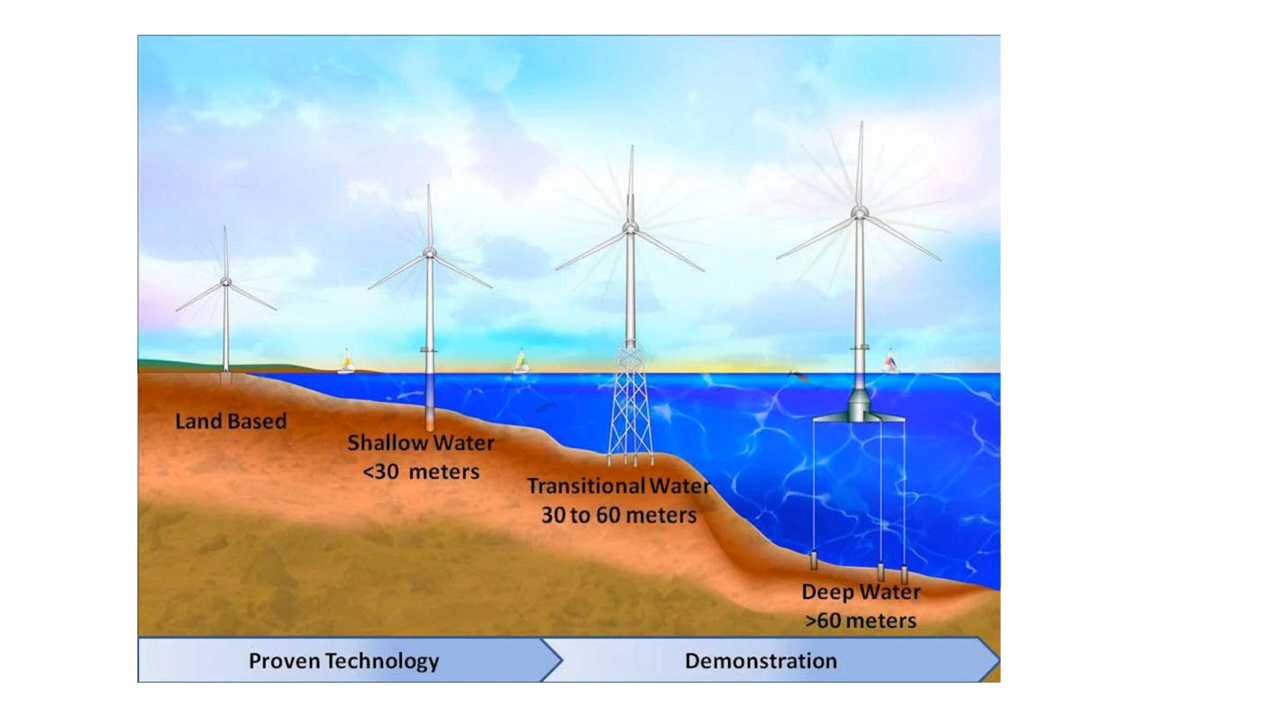 Land Based
Shallow Water
<30 meters
Transitional Water
30 to 60 meters
Deep Water
>60 meters
Proven Technology
Demonstration